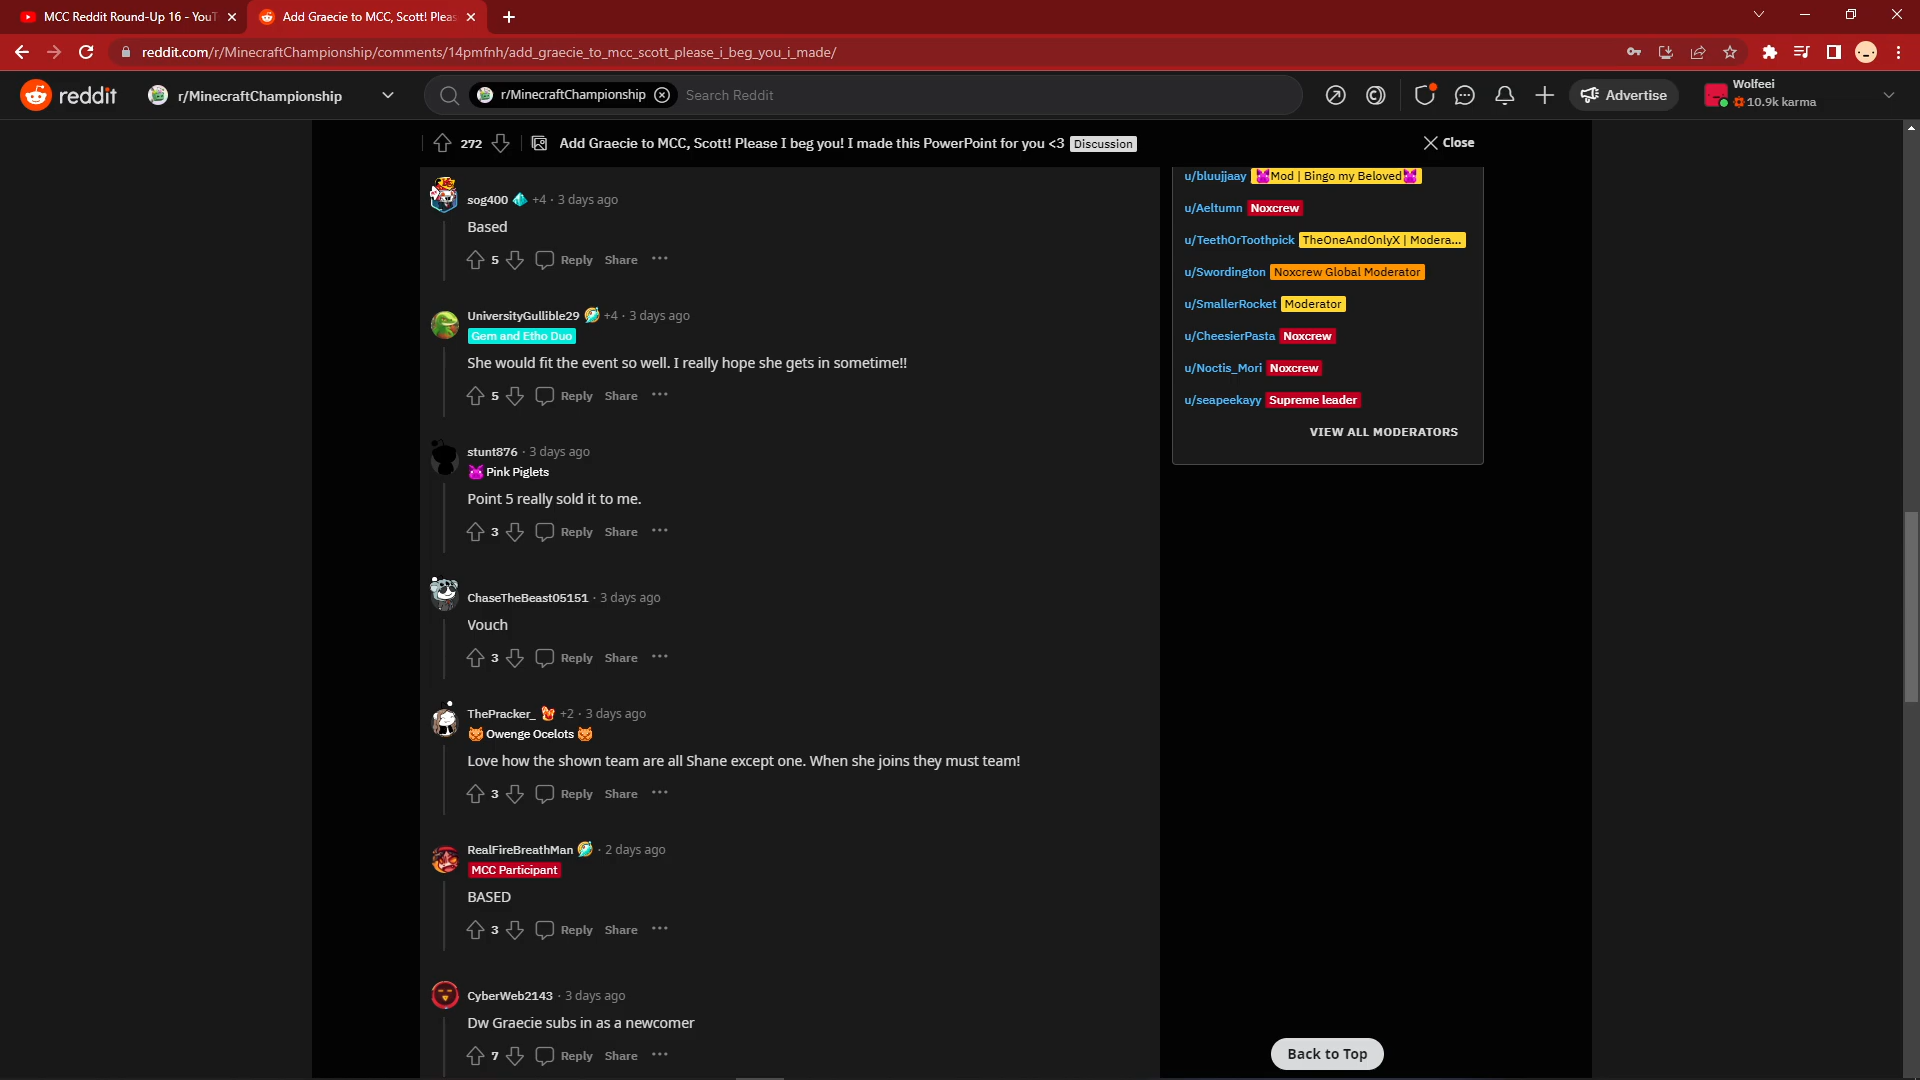 MCC Reddit Round-Up 16 - YouT
Add Graecie to MCC, Scott! Pleas
reddit.com/r/MinecraftChampionship/comments/14pmfnh/add_graecie_to_mcc_scott_please_i_beg_you_i_made/
reddit
r/MinecraftChampionship
r/MinecraftChampionship
Search Reddit
Advertise
Wolfeei
10.9k karma
272
Add Graecie to MCC, Scott! Please I beg you! I made this PowerPoint for you <3
Discussion
Close
sog400 +4 · 3 days ago
Based
5 Reply Share ···
UniversityGullible29 +4 · 3 days ago
Gem and Etho Duo
She would fit the event so well. I really hope she gets in sometime!!
5 Reply Share ···
stunt876 · 3 days ago
Pink Piglets
Point 5 really sold it to me.
3 Reply Share ···
ChaseTheBeast05151 · 3 days ago
Vouch
3 Reply Share ···
ThePracker_ +2 · 3 days ago
Owenge Ocelots
Love how the shown team are all Shane except one. When she joins they must team!
3 Reply Share ···
RealFireBreathMan · 2 days ago
MCC Participant
BASED
3 Reply Share ···
CyberWeb2143 · 3 days ago
Dw Graecie subs in as a newcomer
7 Reply Share ···
u/bluujjaay Mod | Bingo my Beloved
u/Aeltumn Noxcrew
u/TeethOrToothpick TheOneAndOnlyX | Modera...
u/Swordington Noxcrew Global Moderator
u/SmallerRocket Moderator
u/CheesierPasta Noxcrew
u/Noctis_Mori Noxcrew
u/seapeekayy Supreme leader
VIEW ALL MODERATORS
Back to Top